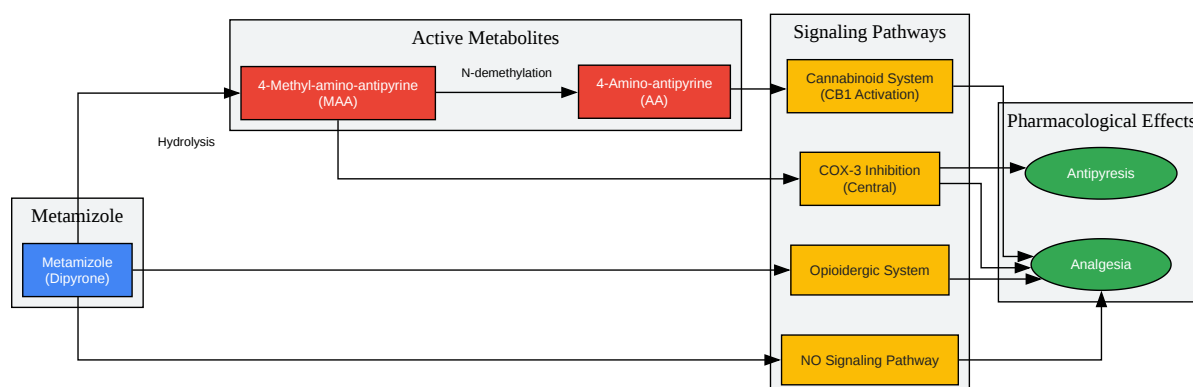 Signaling Pathways
Active Metabolites
N-demethylation
4-Methyl-amino-antipyrine
(MAA)
4-Amino-antipyrine
(AA)
Cannabinoid System
(CB1 Activation)
Pharmacological Effects
Hydrolysis
COX-3 Inhibition
(Central)
Antipyresis
Metamizole
Metamizole
(Dipyrone)
Opioidergic System
Analgesia
NO Signaling Pathway